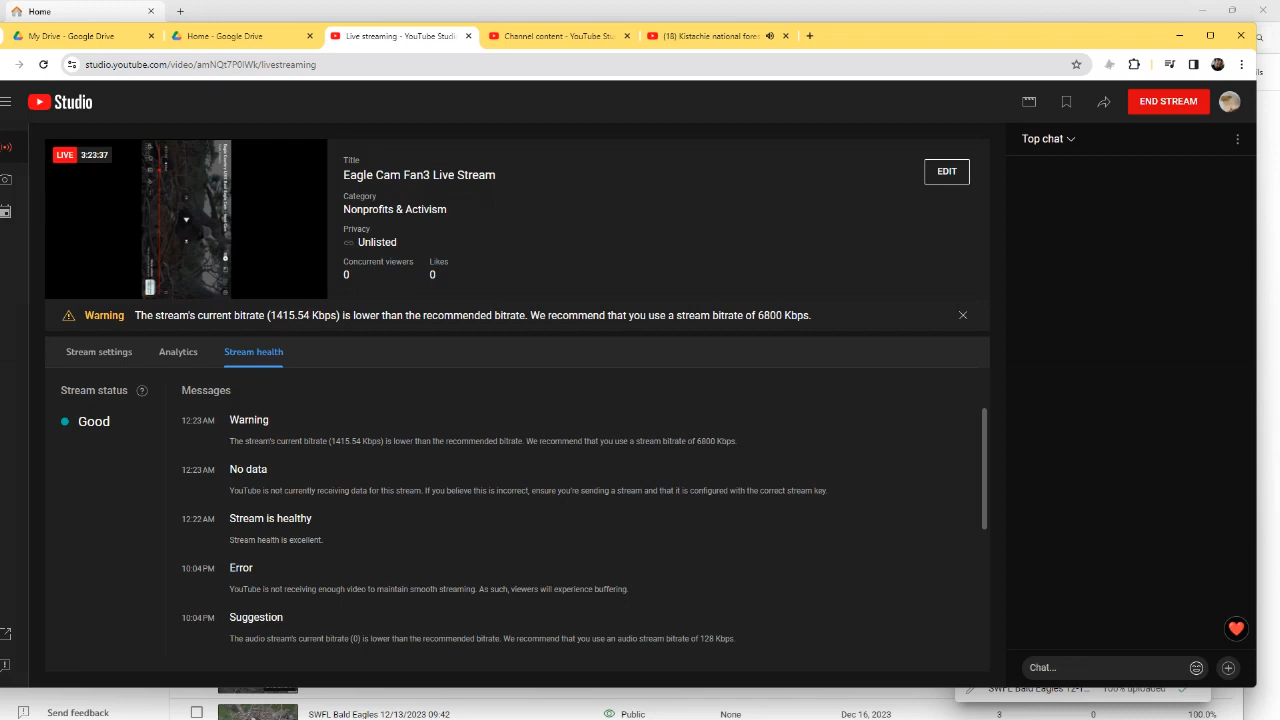 Home
My Drive - Google Drive
Home - Google Drive
Live streaming - YouTube Studi
Channel content - YouTube Stu
(18) Kistachie national fores
studio.youtube.com/video/amNQt7P0lWk/livestreaming
Studio
END STREAM
LIVE 3:23:37
Title
Eagle Cam Fan3 Live Stream
EDIT
Category
Nonprofits & Activism
Privacy
Unlisted
Concurrent viewers Likes
0 0
Top chat
Warning The stream's current bitrate (1415.54 Kbps) is lower than the recommended bitrate. We recommend that you use a stream bitrate of 6800 Kbps.
Stream settings Analytics Stream health
Stream status
Good
Messages
12:23 AM Warning
The stream's current bitrate (1415.54 Kbps) is lower than the recommended bitrate. We recommend that you use a stream bitrate of 6800 Kbps.
12:23 AM No data
YouTube is not currently receiving data for this stream. If you believe this is incorrect, ensure you're sending a stream and that it is configured with the correct stream key.
12:22 AM Stream is healthy
Stream health is excellent.
10:04 PM Error
YouTube is not receiving enough video to maintain smooth streaming. As such, viewers will experience buffering.
10:04 PM Suggestion
The audio stream's current bitrate (0) is lower than the recommended bitrate. We recommend that you use an audio stream bitrate of 128 Kbps.
Chat...
SWFL Bald Eagles 12-1... 100% uploaded
Send feedback
SWFL Bald Eagles 12/13/2023 09:42 Public None Dec 16, 2023 3 0 100.0%